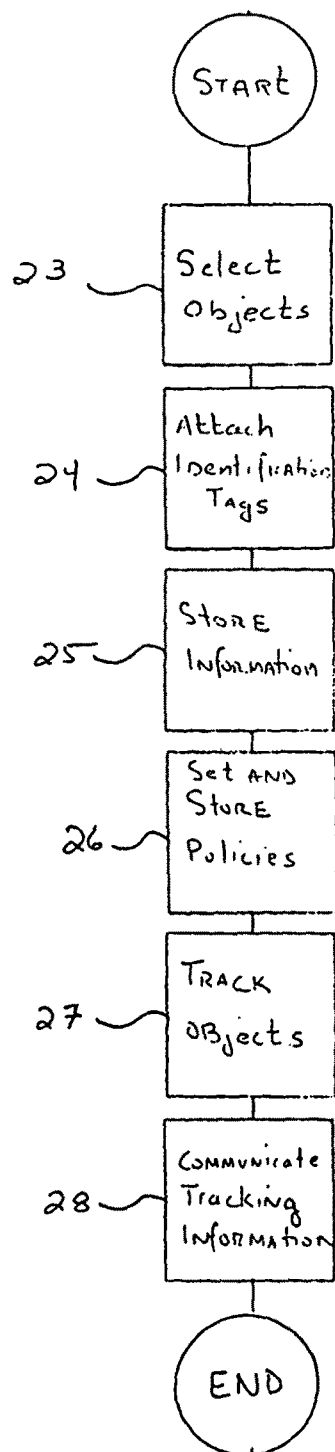 START
23
Select
Objects
24
Attach
IDentification
Tags
25
STORE
Information
26
Set AND
STORE
Policies
27
TRACK
OBjects
28
Communicate
Tracking
Information
END